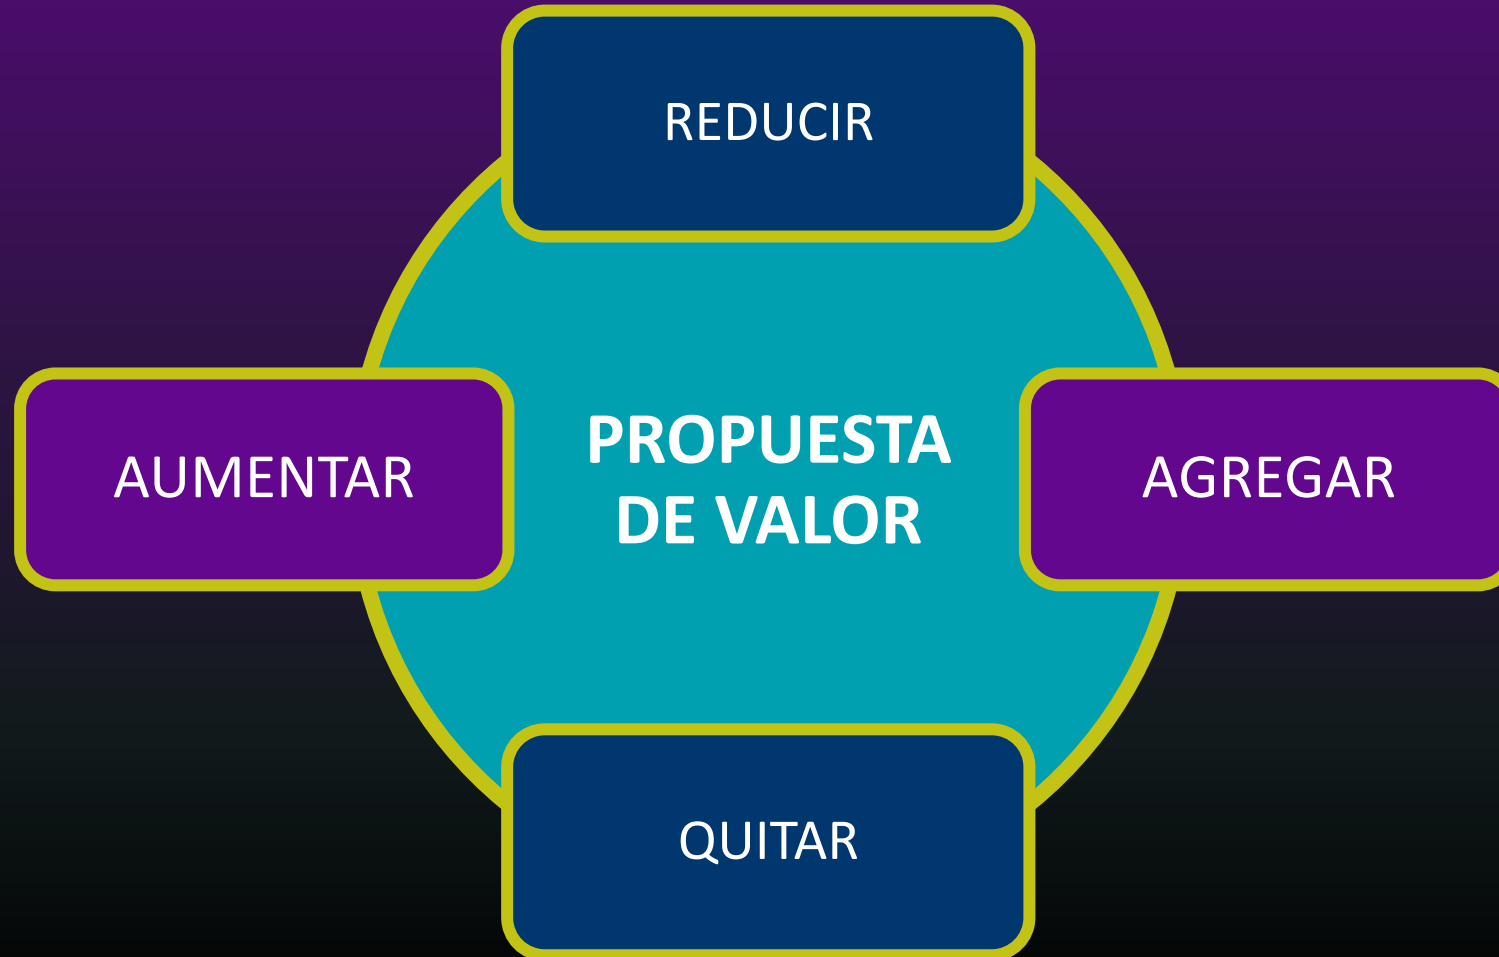 REDUCIR
AUMENTAR
PROPUESTA
DE VALOR
AGREGAR
QUITAR